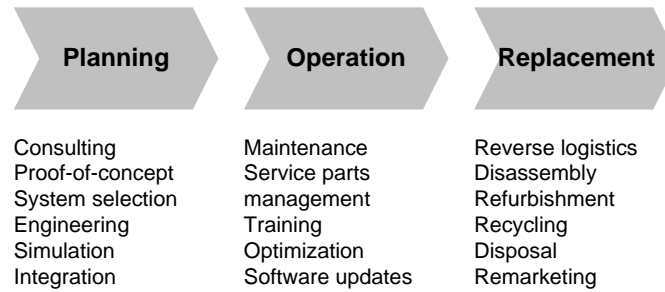 Planning
Operation
Replacement
Consulting
Proof-of-concept
System selection
Engineering
Simulation
Integration
Maintenance
Service parts
management
Training
Optimization
Software updates
Reverse logistics
Disassembly
Refurbishment
Recycling
Disposal
Remarketing